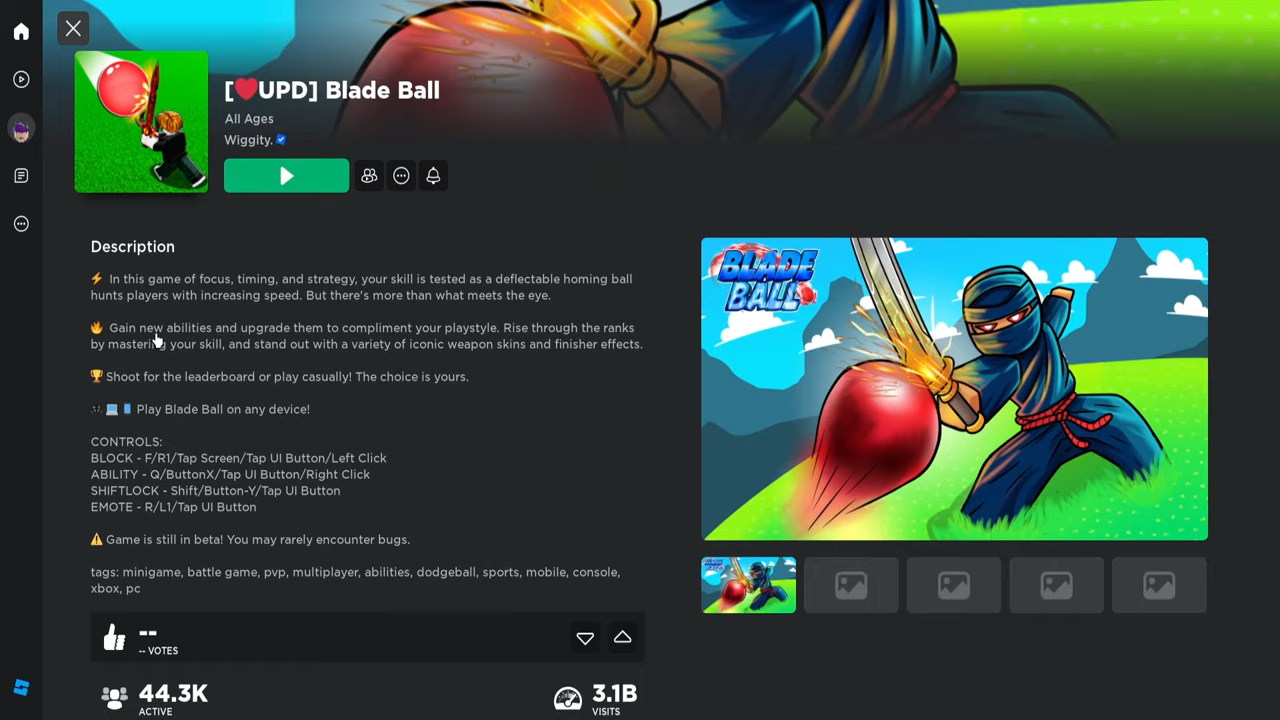 [❤️UPD] Blade Ball
All Ages
Wiggity.
Description
⚡ In this game of focus, timing, and strategy, your skill is tested as a deflectable homing ball
hunts players with increasing speed. But there's more than what meets the eye.
🔥 Gain new abilities and upgrade them to compliment your playstyle. Rise through the ranks
by mastering your skill, and stand out with a variety of iconic weapon skins and finisher effects.
🏆Shoot for the leaderboard or play casually! The choice is yours.
🎮💻📱 Play Blade Ball on any device!
CONTROLS:
BLOCK - F/R1/Tap Screen/Tap UI Button/Left Click
ABILITY - Q/ButtonX/Tap UI Button/Right Click
SHIFTLOCK - Shift/Button-Y/Tap UI Button
EMOTE - R/L1/Tap UI Button
⚠️Game is still in beta! You may rarely encounter bugs.
tags: minigame, battle game, pvp, multiplayer, abilities, dodgeball, sports, mobile, console,
xbox, pc
--
-- VOTES
44.3K
ACTIVE
3.1B
VISITS
BLADE
BALL